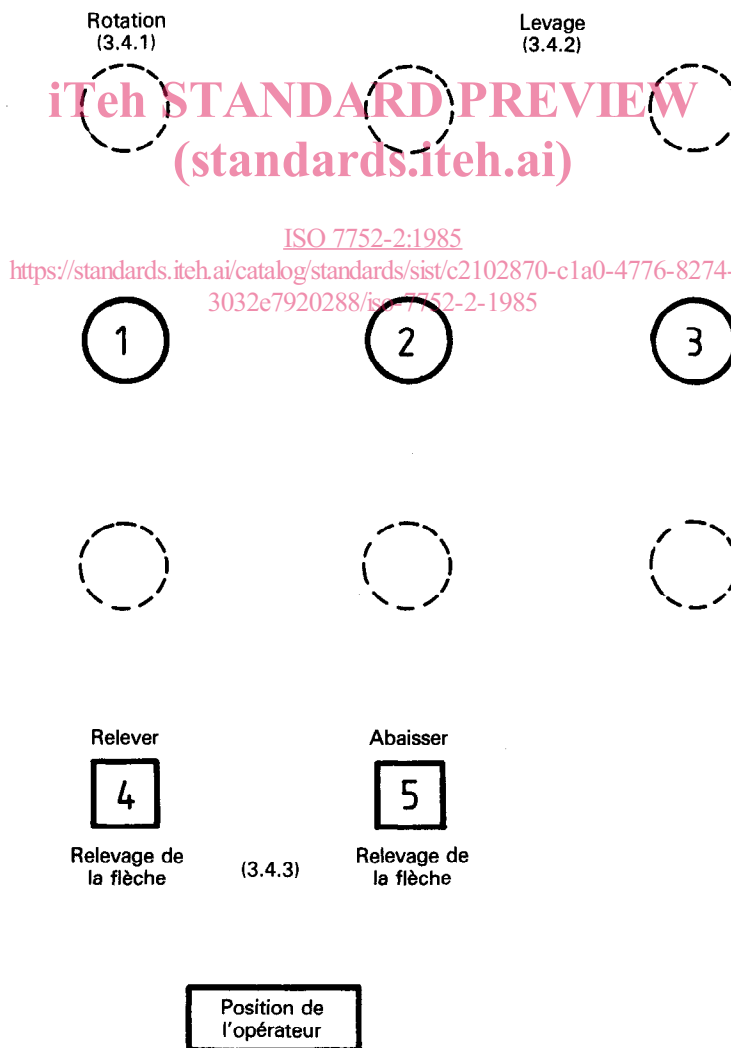 Rotation
(3.4.1)
Levage
(3.4.2)
iTeh STANDARD PREVIEW
(standards.iteh.ai)
ISO 7752-2:1985
https://standards.iteh.ai/catalog/standards/sist/c2102870-c1a0-4776-8274-
3032e7920288/iso-7752-2-1985
1
2
3
Relever
Abaisser
4
5
Relevage de
la flèche
(3.4.3)
Relevage de
la flèche
Position de
l'opérateur